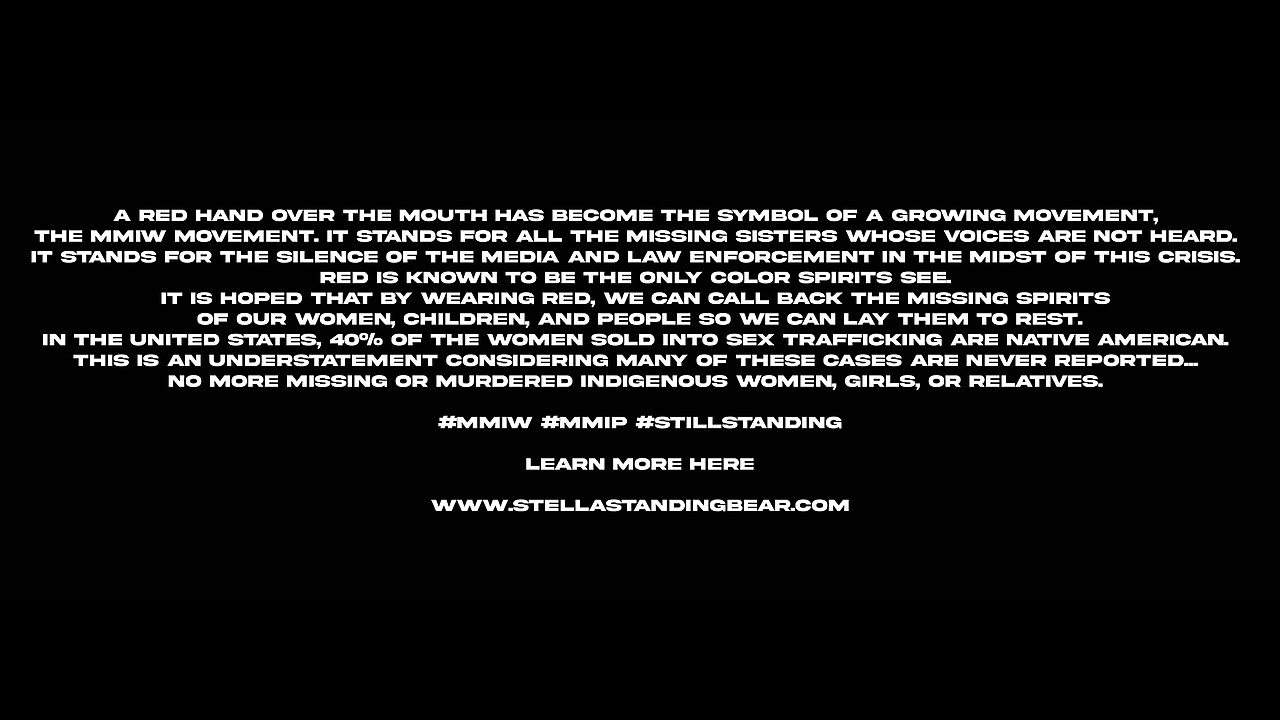 A RED HAND OVER THE MOUTH HAS BECOME THE SYMBOL OF A GROWING MOVEMENT,
THE MMIW MOVEMENT. IT STANDS FOR ALL THE MISSING SISTERS WHOSE VOICES ARE NOT HEARD.
IT STANDS FOR THE SILENCE OF THE MEDIA AND LAW ENFORCEMENT IN THE MIDST OF THIS CRISIS.
RED IS KNOWN TO BE THE ONLY COLOR SPIRITS SEE.
IT IS HOPED THAT BY WEARING RED, WE CAN CALL BACK THE MISSING SPIRITS
OF OUR WOMEN, CHILDREN, AND PEOPLE SO WE CAN LAY THEM TO REST.
IN THE UNITED STATES, 40% OF THE WOMEN SOLD INTO SEX TRAFFICKING ARE NATIVE AMERICAN.
THIS IS AN UNDERSTATEMENT CONSIDERING MANY OF THESE CASES ARE NEVER REPORTED...
NO MORE MISSING OR MURDERED INDIGENOUS WOMEN, GIRLS, OR RELATIVES.
#MMIW #MMIP #STILLSTANDING
LEARN MORE HERE
WWW.STELLASTANDINGBEAR.COM